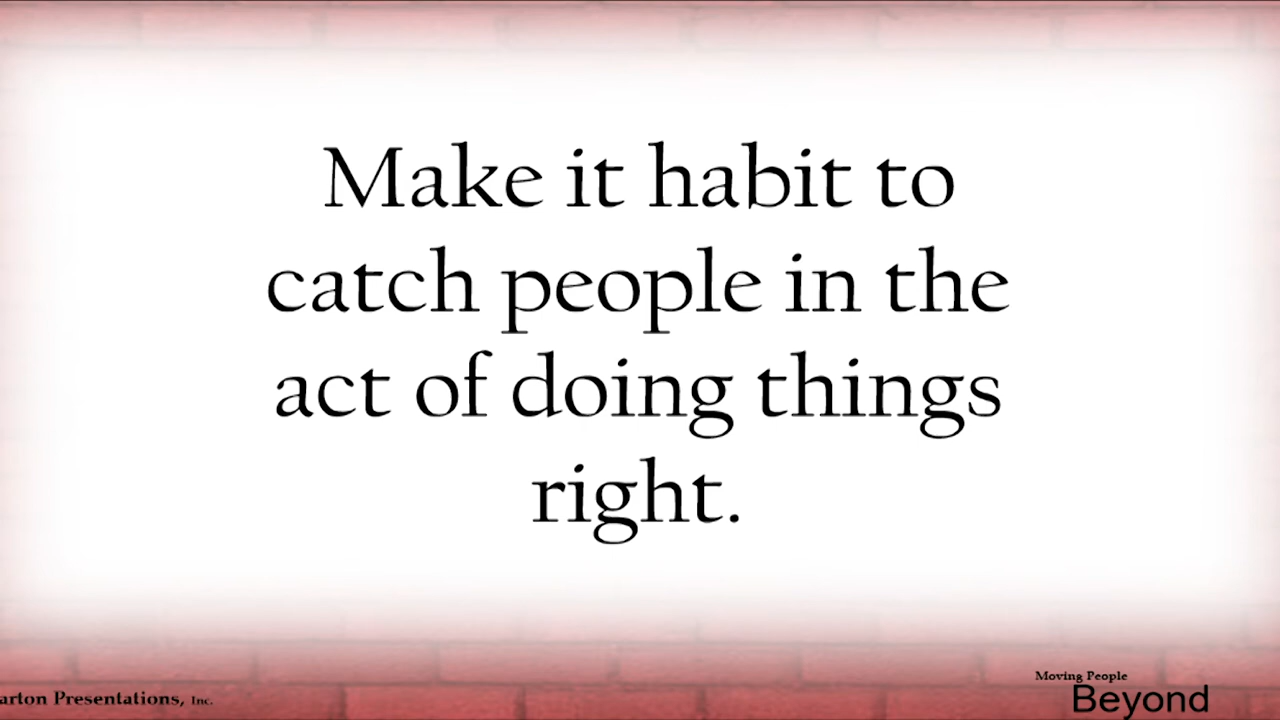 Make it habit to
catch people in the
act of doing things
right.
Moving People
arton Presentations, Inc.
Beyond